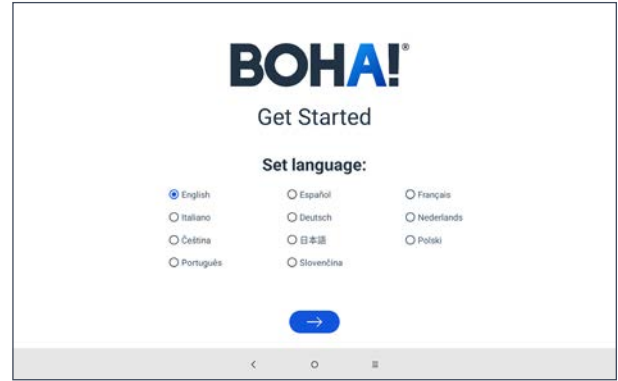 BOHA!®
Get Started
Set language:
English Español Français
Italiano Deutsch Nederlands
Čeština 日本語 Polski
Português Slovenčina